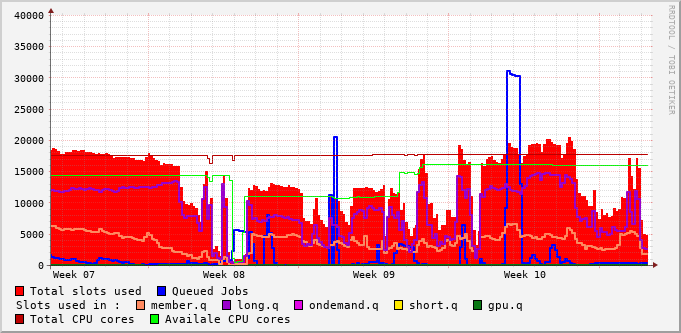 40000
35000
30000
25000
20000
15000
10000
5000
0
Week 07 Week 08 Week 09 Week 10
RRDTOOL / TOBI OETIKER
Total slots used Queued Jobs
Slots used in : member.q long.q ondemand.q short.q gpu.q
Total CPU cores Availale CPU cores